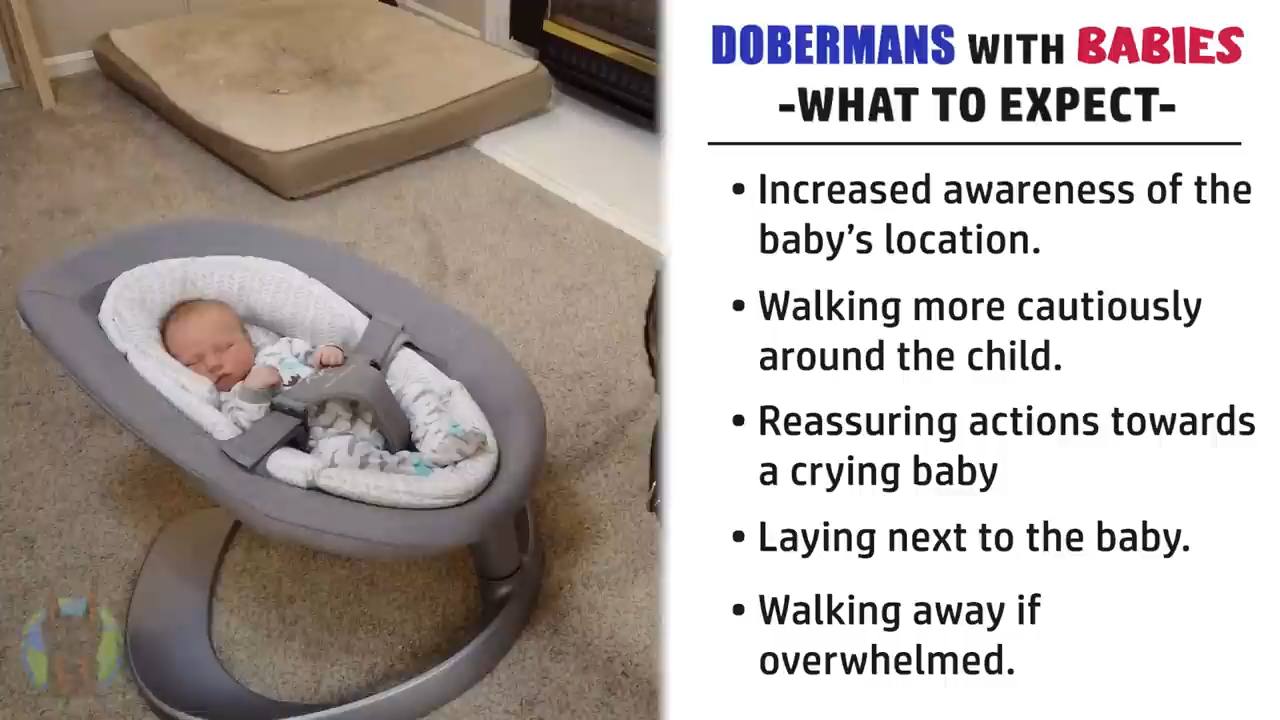 DOBERMANS WITH BABIES
-WHAT TO EXPECT-
• Increased awareness of the
baby's location.
• Walking more cautiously
around the child.
• Reassuring actions towards
a crying baby
• Laying next to the baby.
• Walking away if
overwhelmed.